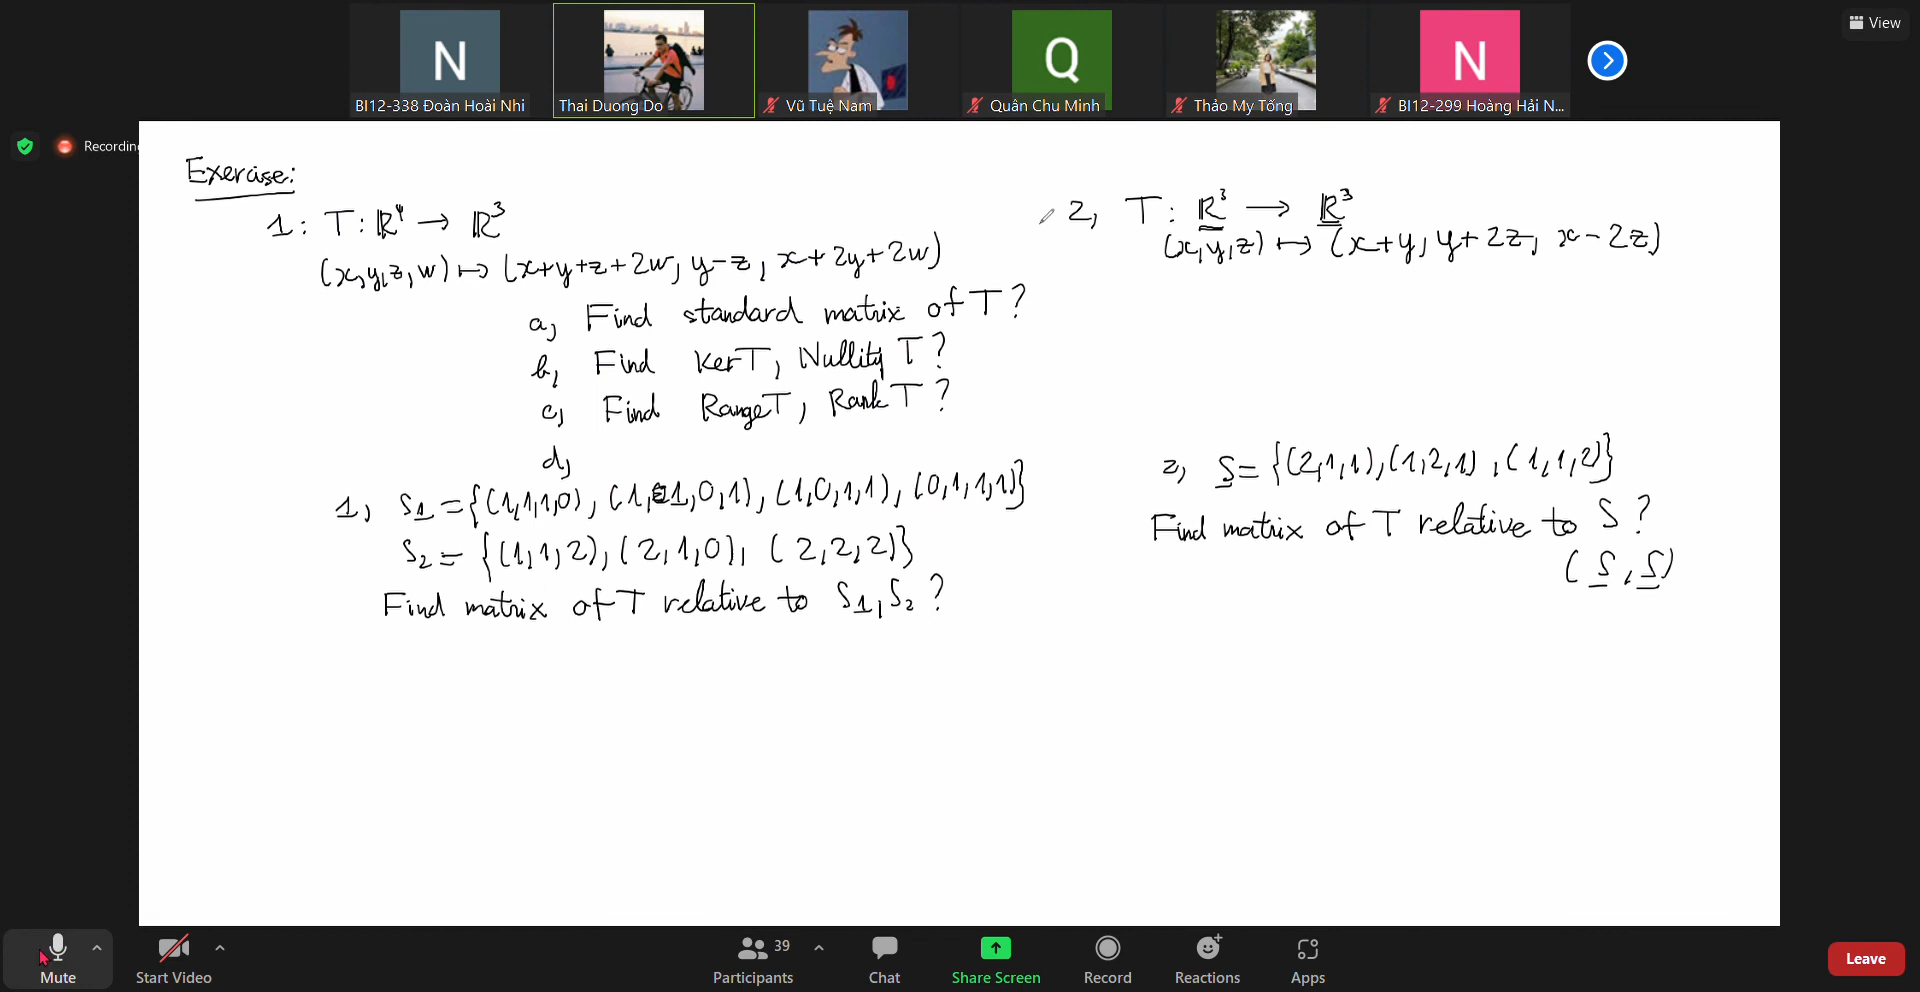 View
BI12-338 Đoàn Hoài Nhi
Thai Duong Do
Vũ Tuệ Nam
Quân Chu Minh
Thảo My Tống
BI12-299 Hoàng Hải N...
N
Q
N
Recording
Exercise:
1: T: ℝ⁴ → ℝ³
(x,y,z,w) ↦ (x+y+z+2w, y-z, x+2y+2w)
a, Find standard matrix of T?
b, Find KerT, Nullity T?
c, Find RangeT, Rank T?
d,
1, S₁ = {(1,1,1,0), (1,1,0,1), (1,0,1,1), (0,1,1,1)}
S₂ = {(1,1,2), (2,1,0), (2,2,2)}
Find matrix of T relative to S₁, S₂?
2, T: ℝ³ → ℝ³
(x,y,z) ↦ (x+y, y+2z, x-2z)
2, S = {(2,1,1), (1,2,1), (1,1,2)}
Find matrix of T relative to S?
(S, S)
Mute
Start Video
Participants
39
Chat
Share Screen
Record
Reactions
Apps
Leave